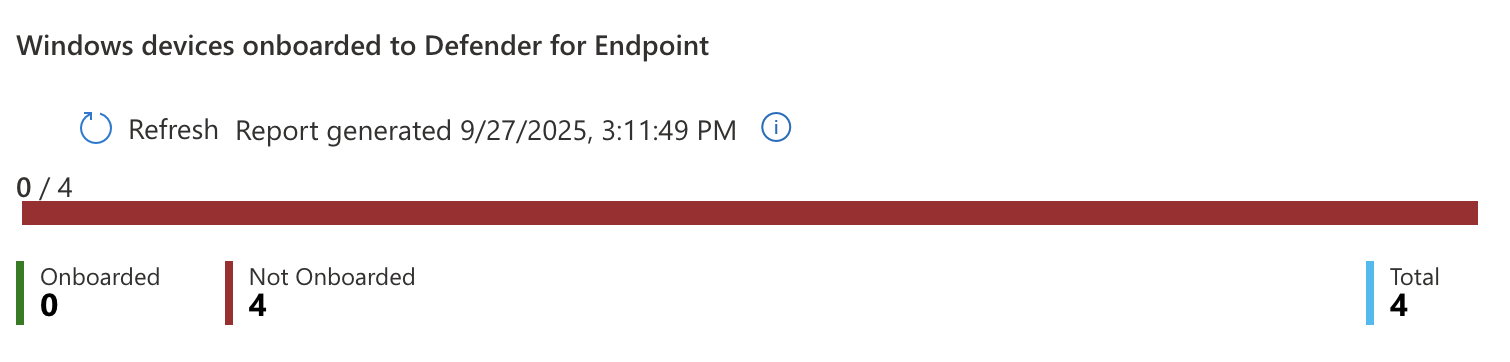 Windows devices onboarded to Defender for Endpoint
Refresh Report generated 9/27/2025, 3:11:49 PM
0 / 4
Onboarded
0
Not Onboarded
4
Total
4